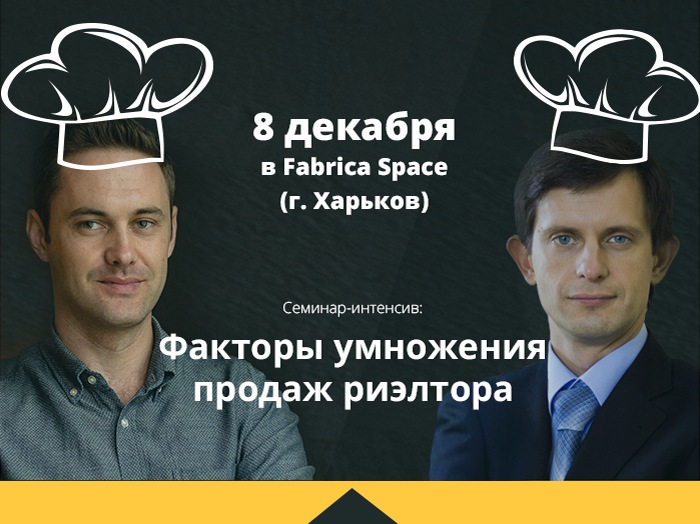 8 декабря
в Fabrica Space
(г. Харьков)
Семинар-интенсив:
Факторы умножения
продаж риэлтора